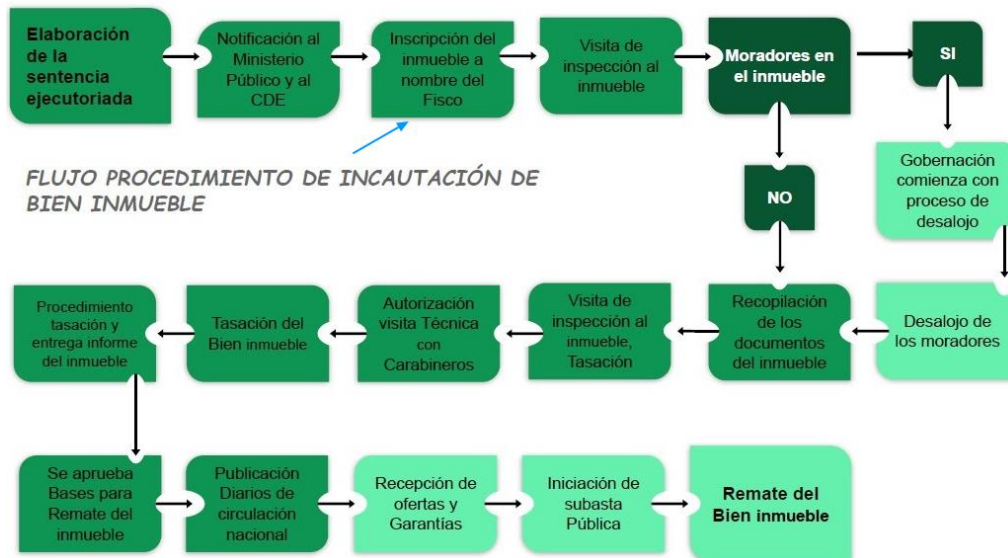 Elaboración
de la
sentencia
ejecutoriada
Notificación al
Ministerio
Público y al
CDE
Inscripción del
inmueble a
nombre del
Fisco
Visita de
inspección al
inmueble
Moradores en
el inmueble
SI
FLUJO PROCEDIMIENTO DE INCAUTACIÓN DE
BIEN INMUEBLE
NO
Gobernación
comienza con
proceso de
desalojo
Desalojo de
los moradores
Recopilación
de los
documentos
del inmueble
Visita de
inspección al
inmueble,
Tasación
Autorización
visita Técnica
con
Carabineros
Tasación del
Bien inmueble
Procedimiento
tasación y
entrega informe
del inmueble
Se aprueba
Bases para
Remate del
inmueble
Publicación
Diarios de
circulación
nacional
Recepción de
ofertas y
Garantías
Iniciación de
subasta
Pública
Remate del
Bien inmueble